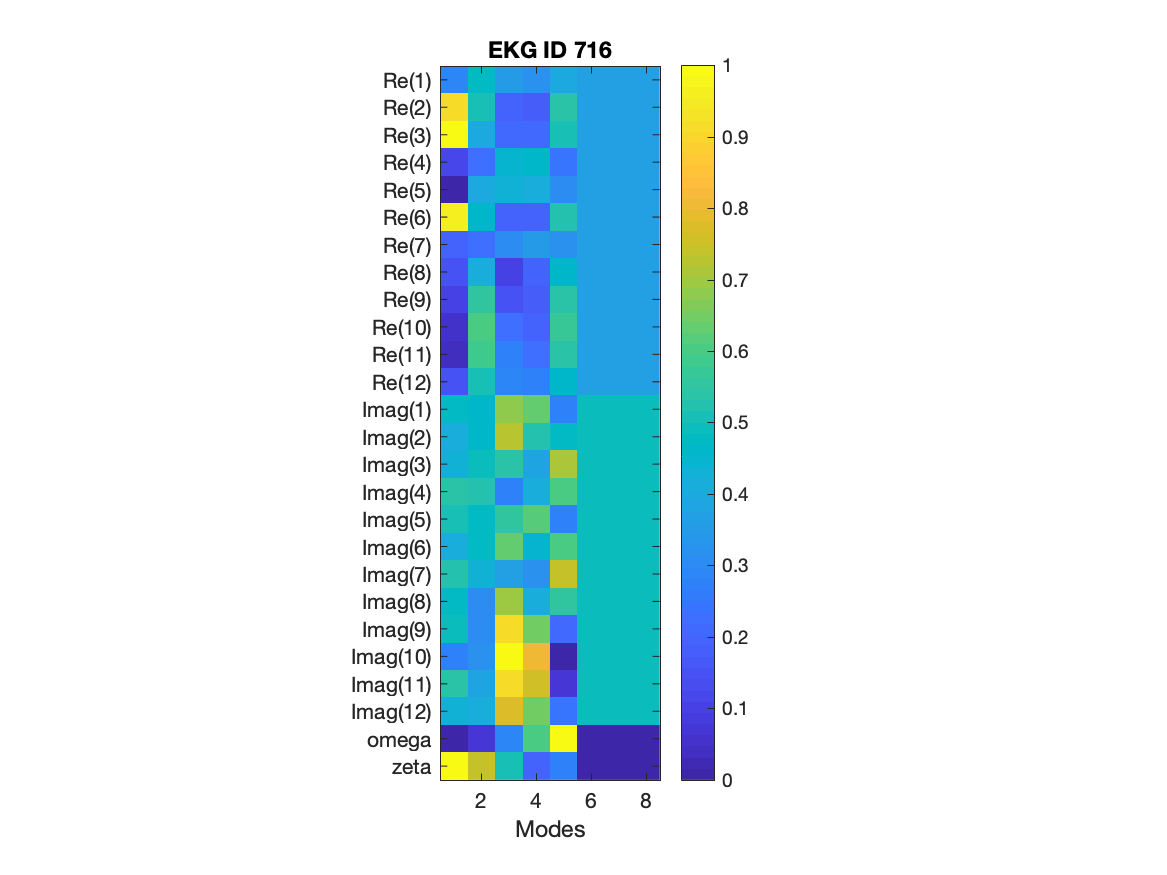 EKG ID 716
Re(1)
Re(2)
Re(3)
Re(4)
Re(5)
Re(6)
Re(7)
Re(8)
Re(9)
Re(10)
Re(11)
Re(12)
Imag(1)
Imag(2)
Imag(3)
Imag(4)
Imag(5)
Imag(6)
Imag(7)
Imag(8)
Imag(9)
Imag(10)
Imag(11)
Imag(12)
omega
zeta
2 4 6 8
Modes
1
0.9
0.8
0.7
0.6
0.5
0.4
0.3
0.2
0.1
0